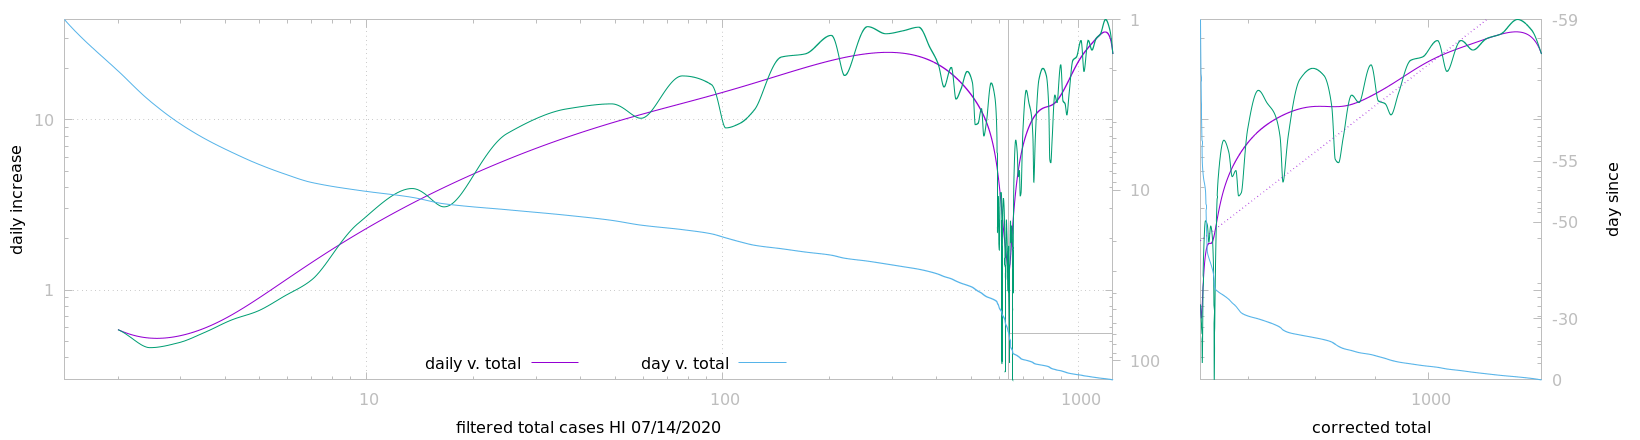 daily increase
10
1
10
100
1000
1
10
100
daily v. total
day v. total
filtered total cases HI 07/14/2020
1000
-59
-55
-50
-30
0
day since
corrected total